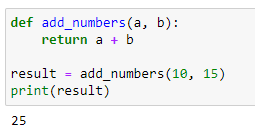 def add_numbers(a, b):
    return a + b
result = add_numbers(10, 15)
print(result)
25